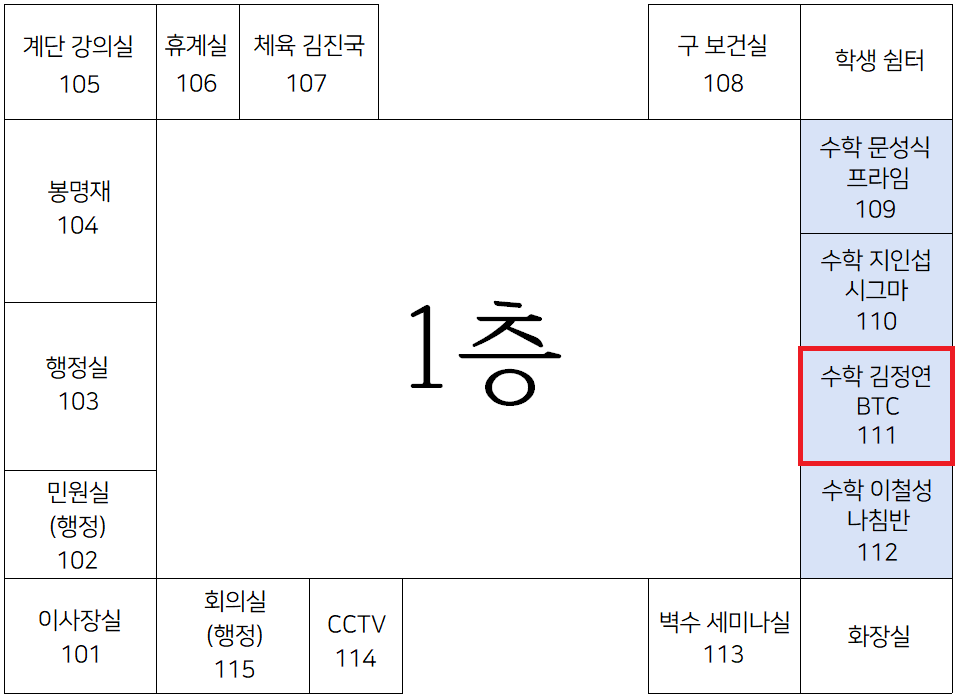 계단 강의실
105
휴계실
106
체육 김진국
107
구 보건실
108
학생 쉼터
봉명재
104
수학 문성식
프라임
109
수학 지인섭
시그마
110
1층
행정실
103
수학 김정연
BTC
111
민원실
(행정)
102
수학 이철성
나침반
112
이사장실
101
회의실
(행정)
115
CCTV
114
벽수 세미나실
113
화장실